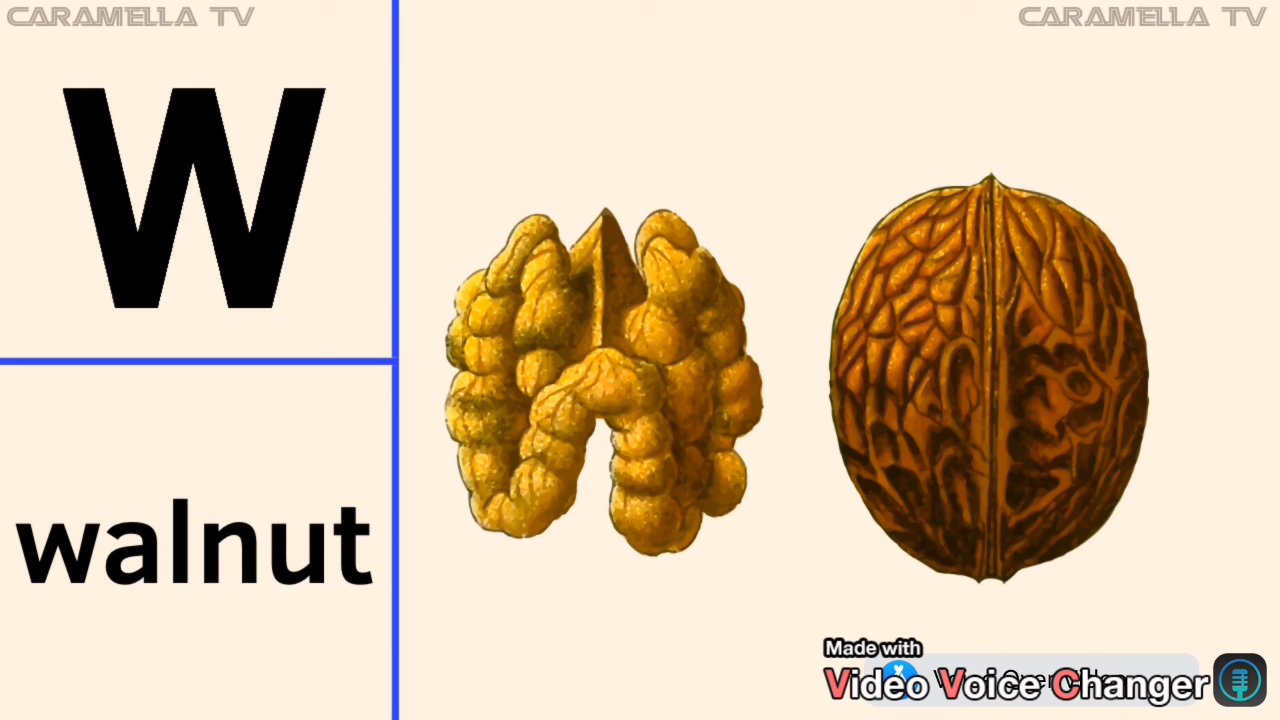 CARAMELLA TV
CARAMELLA TV
W
walnut
Made with
Video Voice Changer